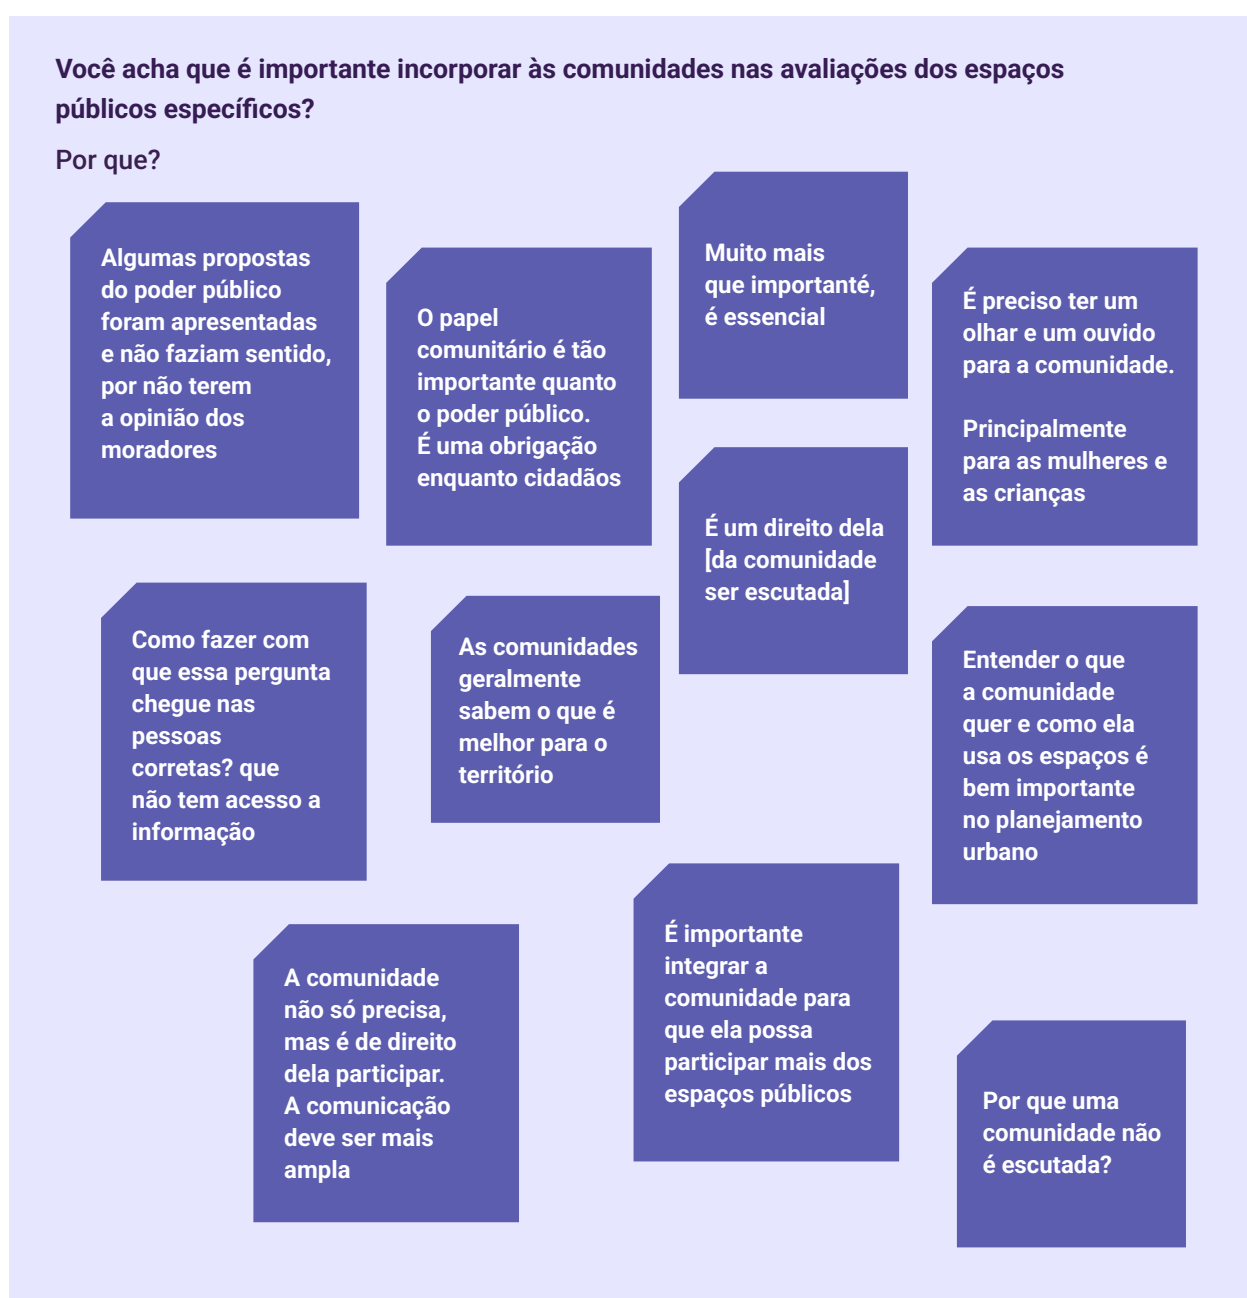 Você acha que é importante incorporar às comunidades nas avaliações dos espaços
públicos específicos?
Por que?
Algumas propostas
do poder público
foram apresentadas
e não faziam sentido,
por não terem
a opinião dos
moradores
O papel
comunitário é tão
importante quanto
o poder público.
É uma obrigação
enquanto cidadãos
Muito mais
que importanté,
é essencial
É preciso ter um
olhar e um ouvido
para a comunidade.
Principalmente
para as mulheres e
as crianças
É um direito dela
[da comunidade
ser escutada]
Como fazer com
que essa pergunta
chegue nas
pessoas
corretas? que
não tem acesso a
informação
As comunidades
geralmente
sabem o que é
melhor para o
território
Entender o que
a comunidade
quer e como ela
usa os espaços é
bem importante
no planejamento
urbano
A comunidade
não só precisa,
mas é de direito
dela participar.
A comunicação
deve ser mais
ampla
É importante
integrar a
comunidade para
que ela possa
participar mais dos
espaços públicos
Por que uma
comunidade não
é escutada?